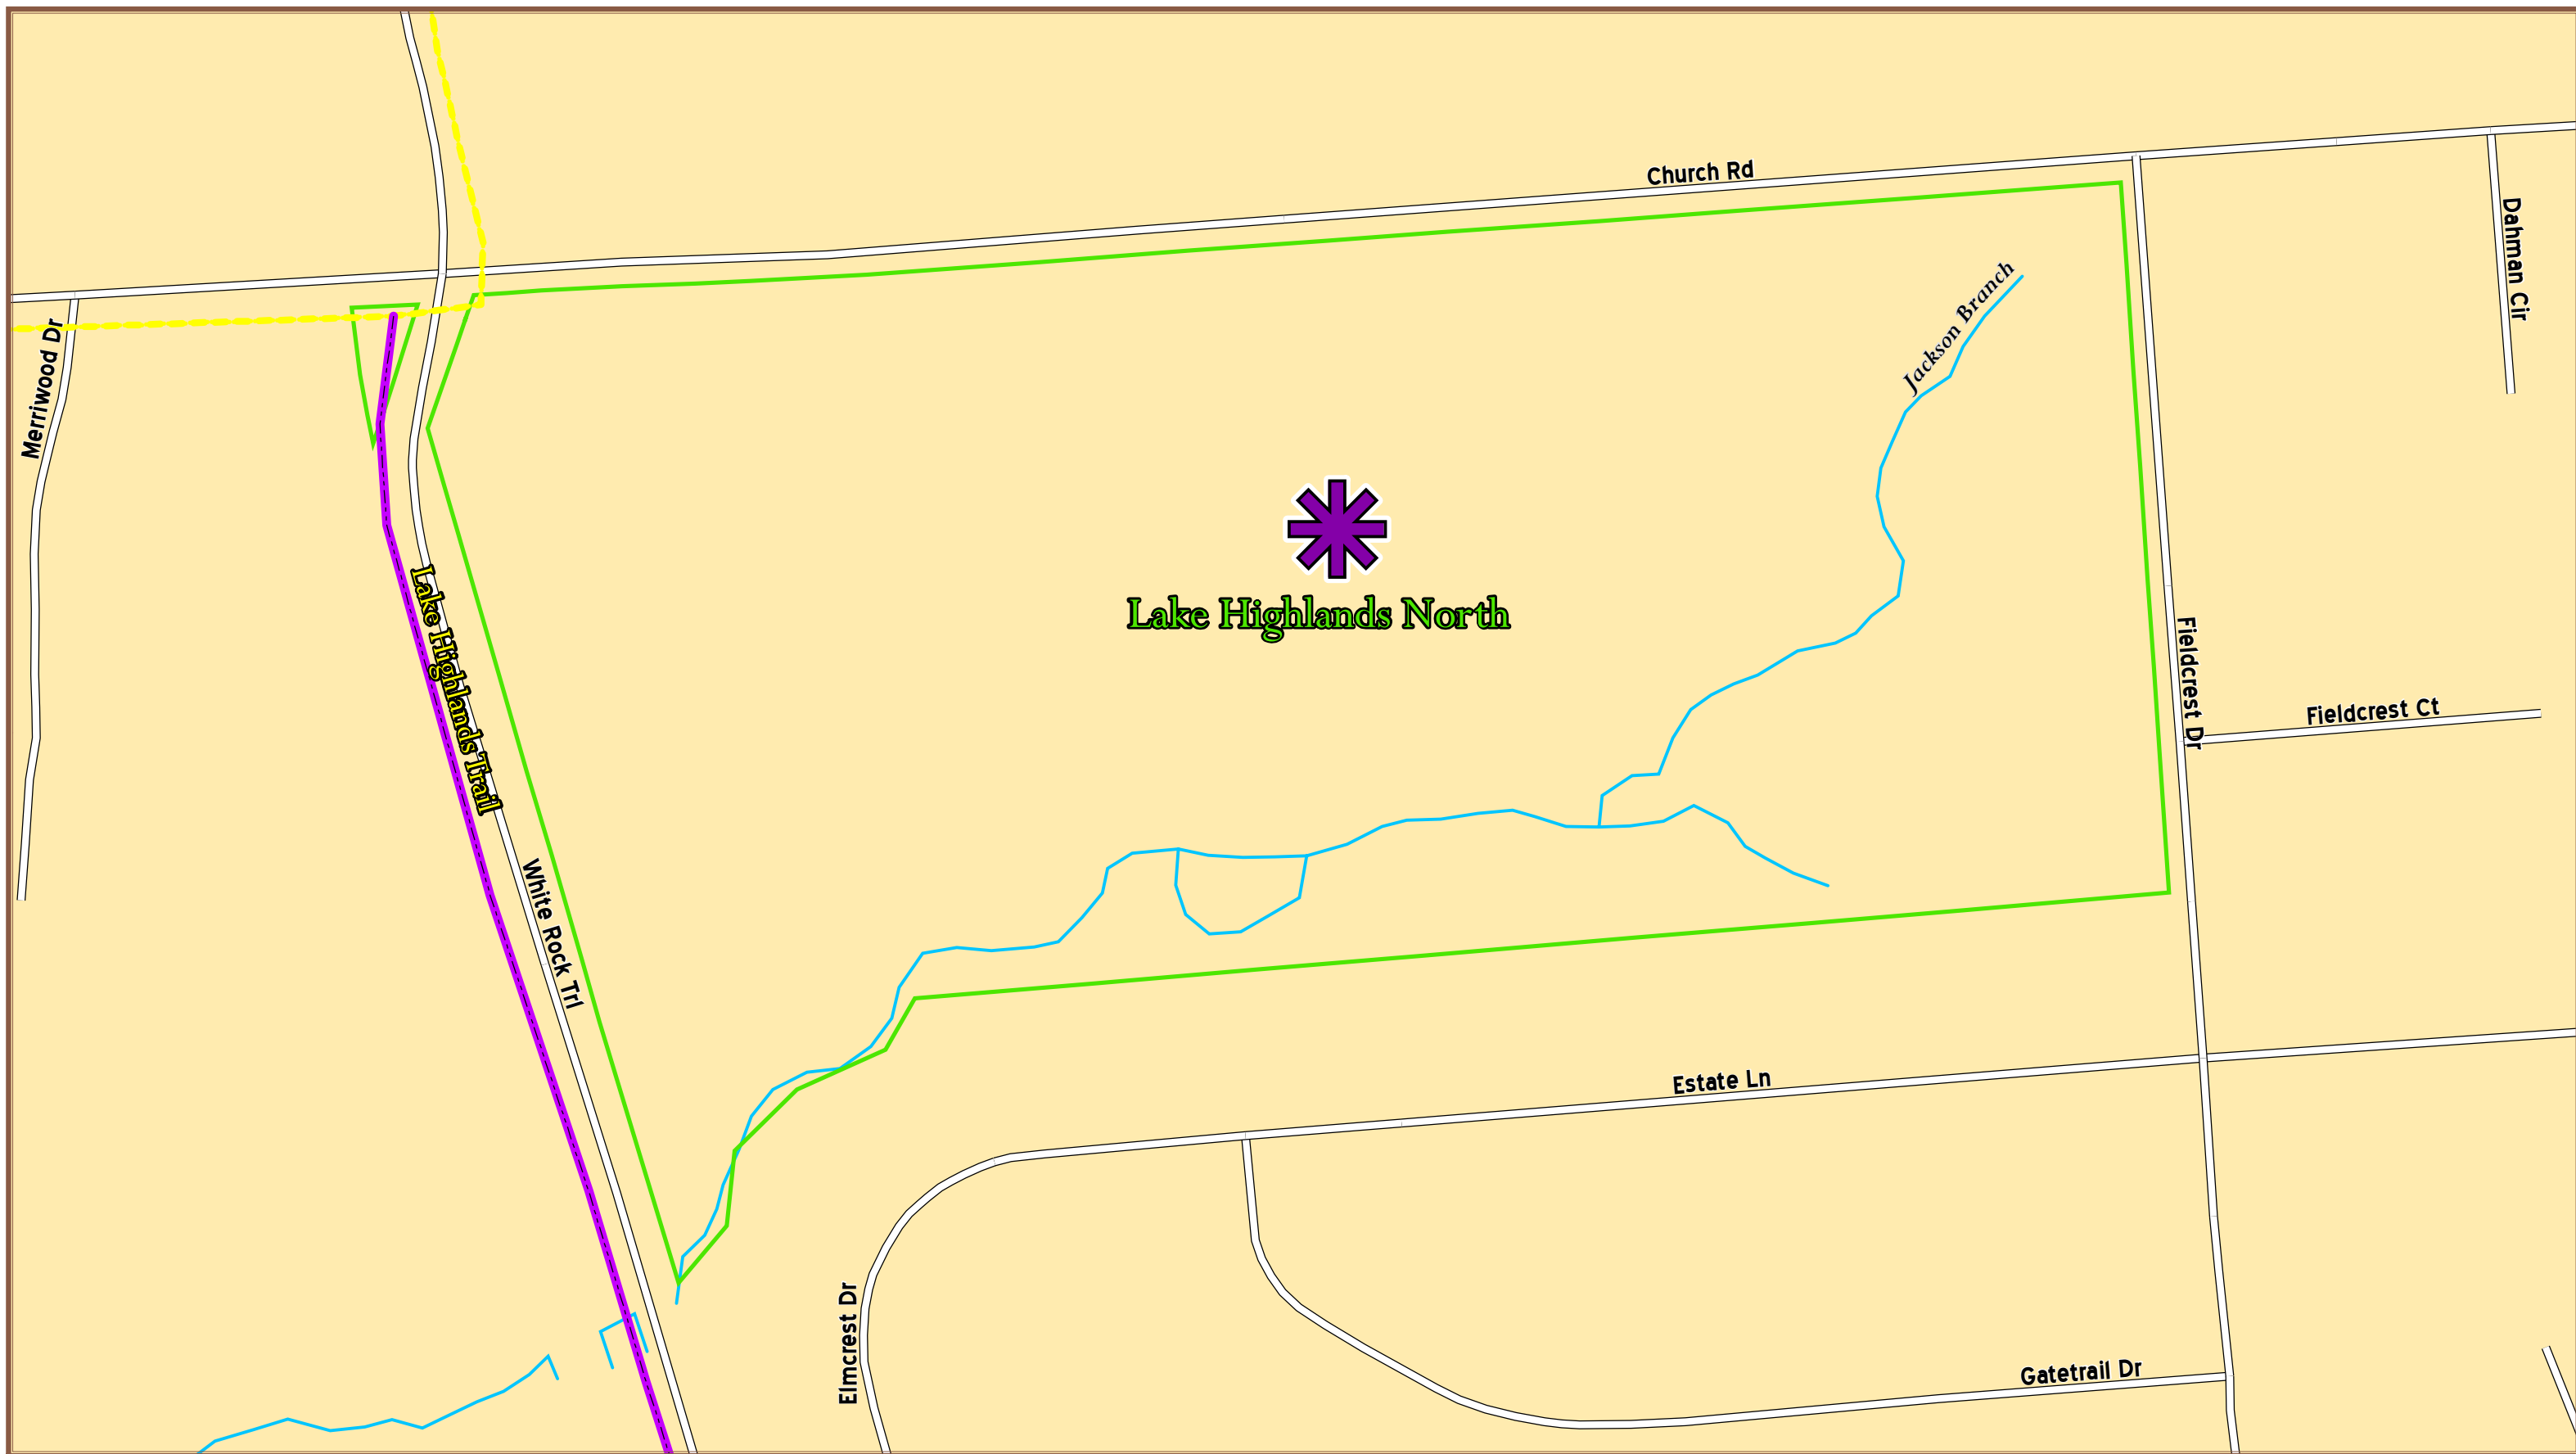 Church Rd
Dahman Cir
Jackson Branch
Merriwood Dr
Lake Highlands North
Lake Highlands Trail
Fieldcrest Dr
Fieldcrest Ct
White Rock Trl
Estate Ln
Elmcrest Dr
Gatetrail Dr